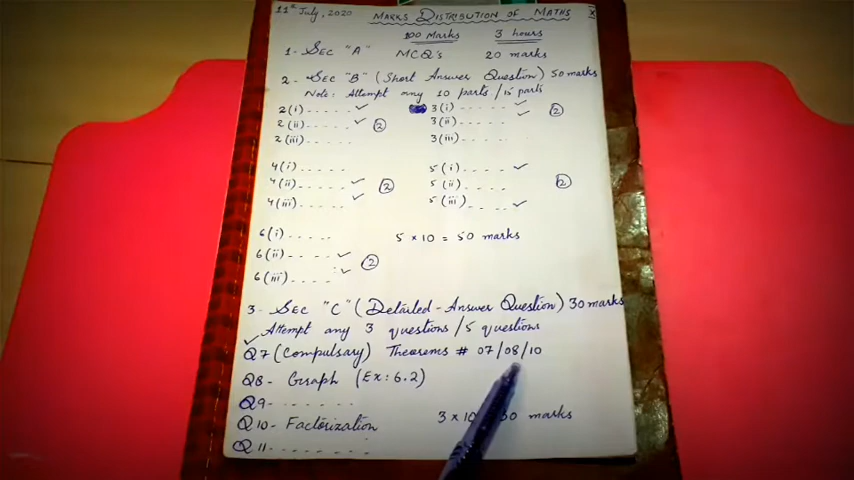 11th July, 2020 MARKS DISTRIBUTION OF MATHS
100 Marks 3 hours
1- SEC "A" MCQ's 20 marks
2- SEC "B" (Short Answer Question) 50 marks
Note: Attempt any 10 parts / 15 parts
2(i)------ ✓ 3(i)------ ✓
2(ii)------ ✓ ② 3(ii)------ ✓ ②
2(iii)------ 3(iii)------
4(i)------ 5(i)------ ✓
4(ii)------ ✓ ② 5(ii)------ ②
4(iii)------ ✓ 5(iii)------ ✓
6(i)------ 5 × 10 = 50 marks
6(ii)------ ✓ ②
6(iii)------ ✓
3- SEC "C" (Detailed-Answer Question) 30 marks
✓ Attempt any 3 questions / 5 questions
Q7 (Compulsary) Theorems # 07/08/10
Q8- Graph (Ex: 6.2)
Q9- ------
Q10- Factorization 3 × 10 30 marks
Q11- ------